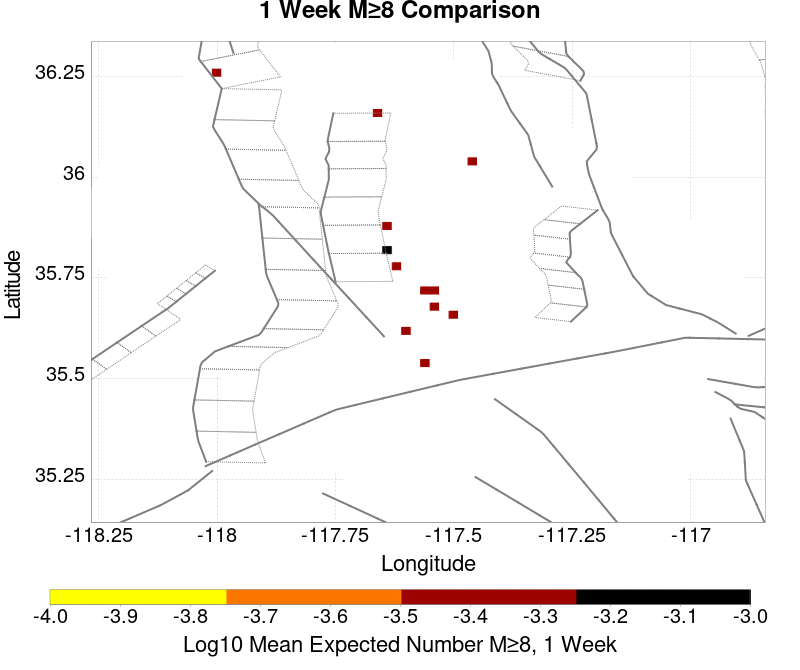 1 Week M≥8 Comparison
36.25
36
35.75
35.5
35.25
Latitude
-118.25 -118 -117.75 -117.5 -117.25 -117
Longitude
-4.0 -3.9 -3.8 -3.7 -3.6 -3.5 -3.4 -3.3 -3.2 -3.1 -3.0
Log10 Mean Expected Number M≥8, 1 Week